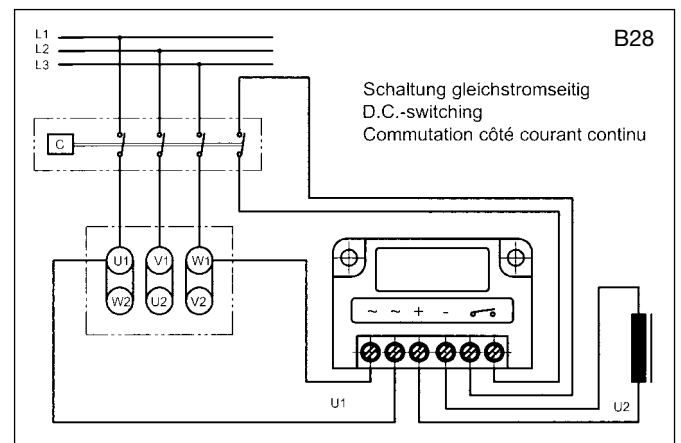 B28
L1
L2
L3
Schaltung gleichstromseitig
D.C.-switching
Commutation côté courant continu
C
U1 V1 W1
W2 U2 V2
~ ~ + -
U1
U2